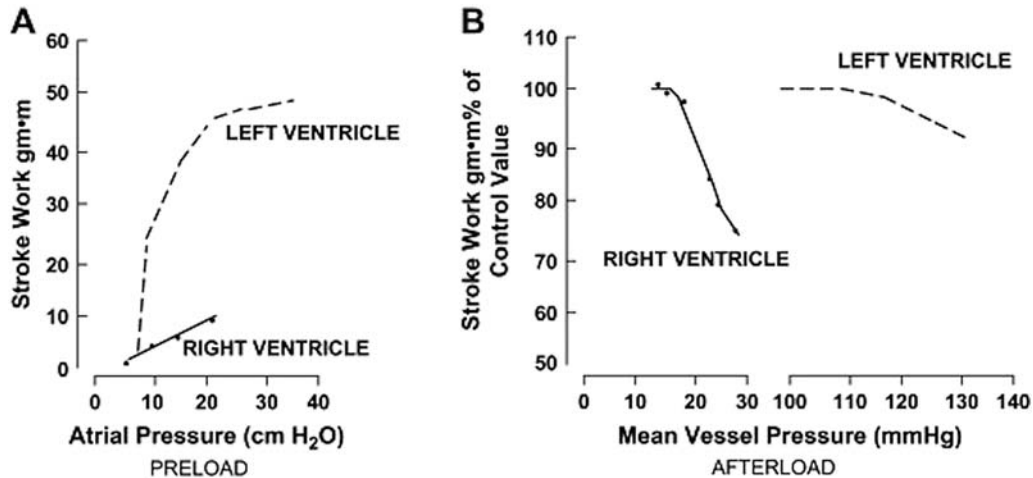 A
60
50
40
30
20
10
0
Stroke Work gm•m
LEFT VENTRICLE
RIGHT VENTRICLE
0 10 20 30 40
Atrial Pressure (cm H₂O)
PRELOAD
B
110
100
90
80
70
60
50
Stroke Work gm•m% of
Control Value
LEFT VENTRICLE
RIGHT VENTRICLE
0 10 20 30 100 110 120 130 140
Mean Vessel Pressure (mmHg)
AFTERLOAD